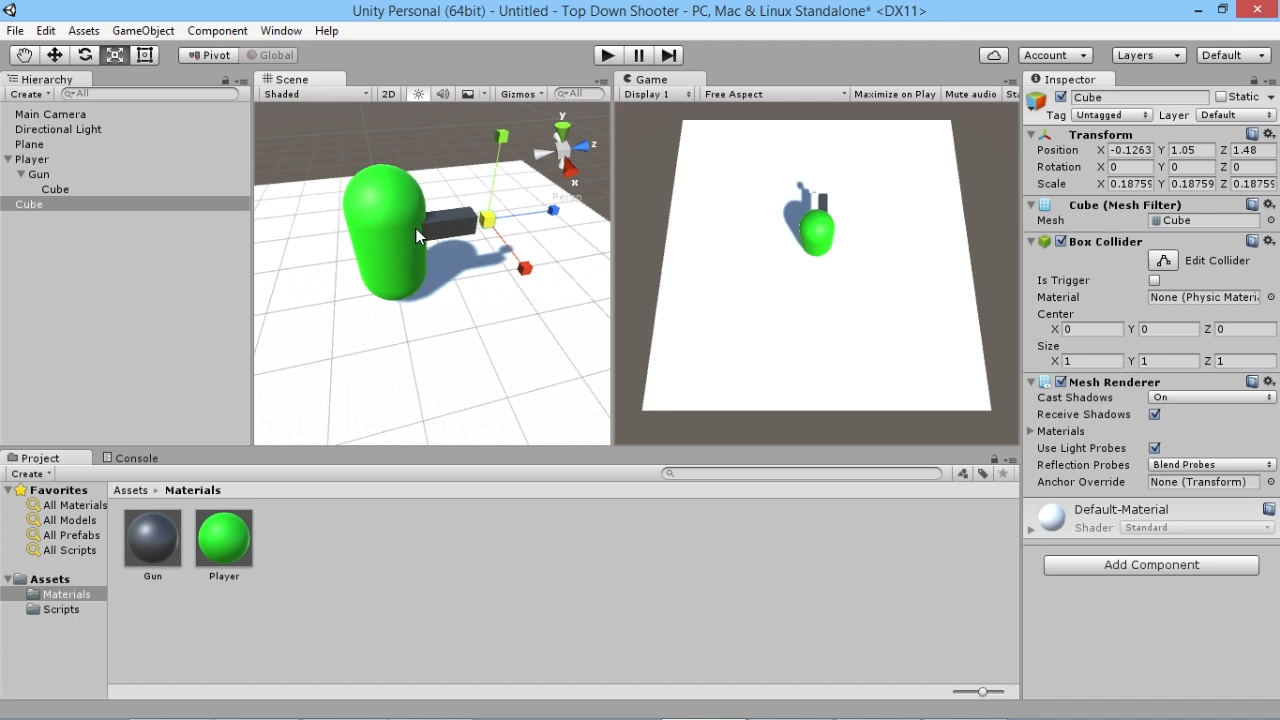 Unity Personal (64bit) - Untitled - Top Down Shooter - PC, Mac & Linux Standalone* <DX11>
File Edit Assets GameObject Component Window Help
Pivot Global Account Layers Default
Hierarchy
Create All
Main Camera
Directional Light
Plane
Player
Gun
Cube
Cube
Scene
Shaded 2D Gizmos All
y
z
x
Persp
Game
Display 1 Free Aspect Maximize on Play Mute audio Sta
Inspector
Cube Static
Tag Untagged Layer Default
Transform
Position X -0.1263 Y 1.05 Z 1.48
Rotation X 0 Y 0 Z 0
Scale X 0.18759 Y 0.18759 Z 0.18759
Cube (Mesh Filter)
Mesh Cube
Box Collider
Edit Collider
Is Trigger
Material None (Physic Materi
Center
X 0 Y 0 Z 0
Size
X 1 Y 1 Z 1
Mesh Renderer
Cast Shadows On
Receive Shadows
Materials
Use Light Probes
Reflection Probes Blend Probes
Anchor Override None (Transform)
Default-Material
Shader Standard
Add Component
Project Console
Create
Favorites
All Materials
All Models
All Prefabs
All Scripts
Assets
Materials
Scripts
Assets Materials
Gun Player